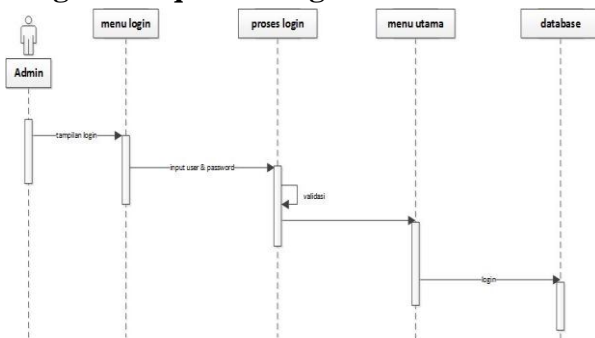 menu login
proses login
menu utama
database
Admin
tampilan login
input user & password
validasi
login